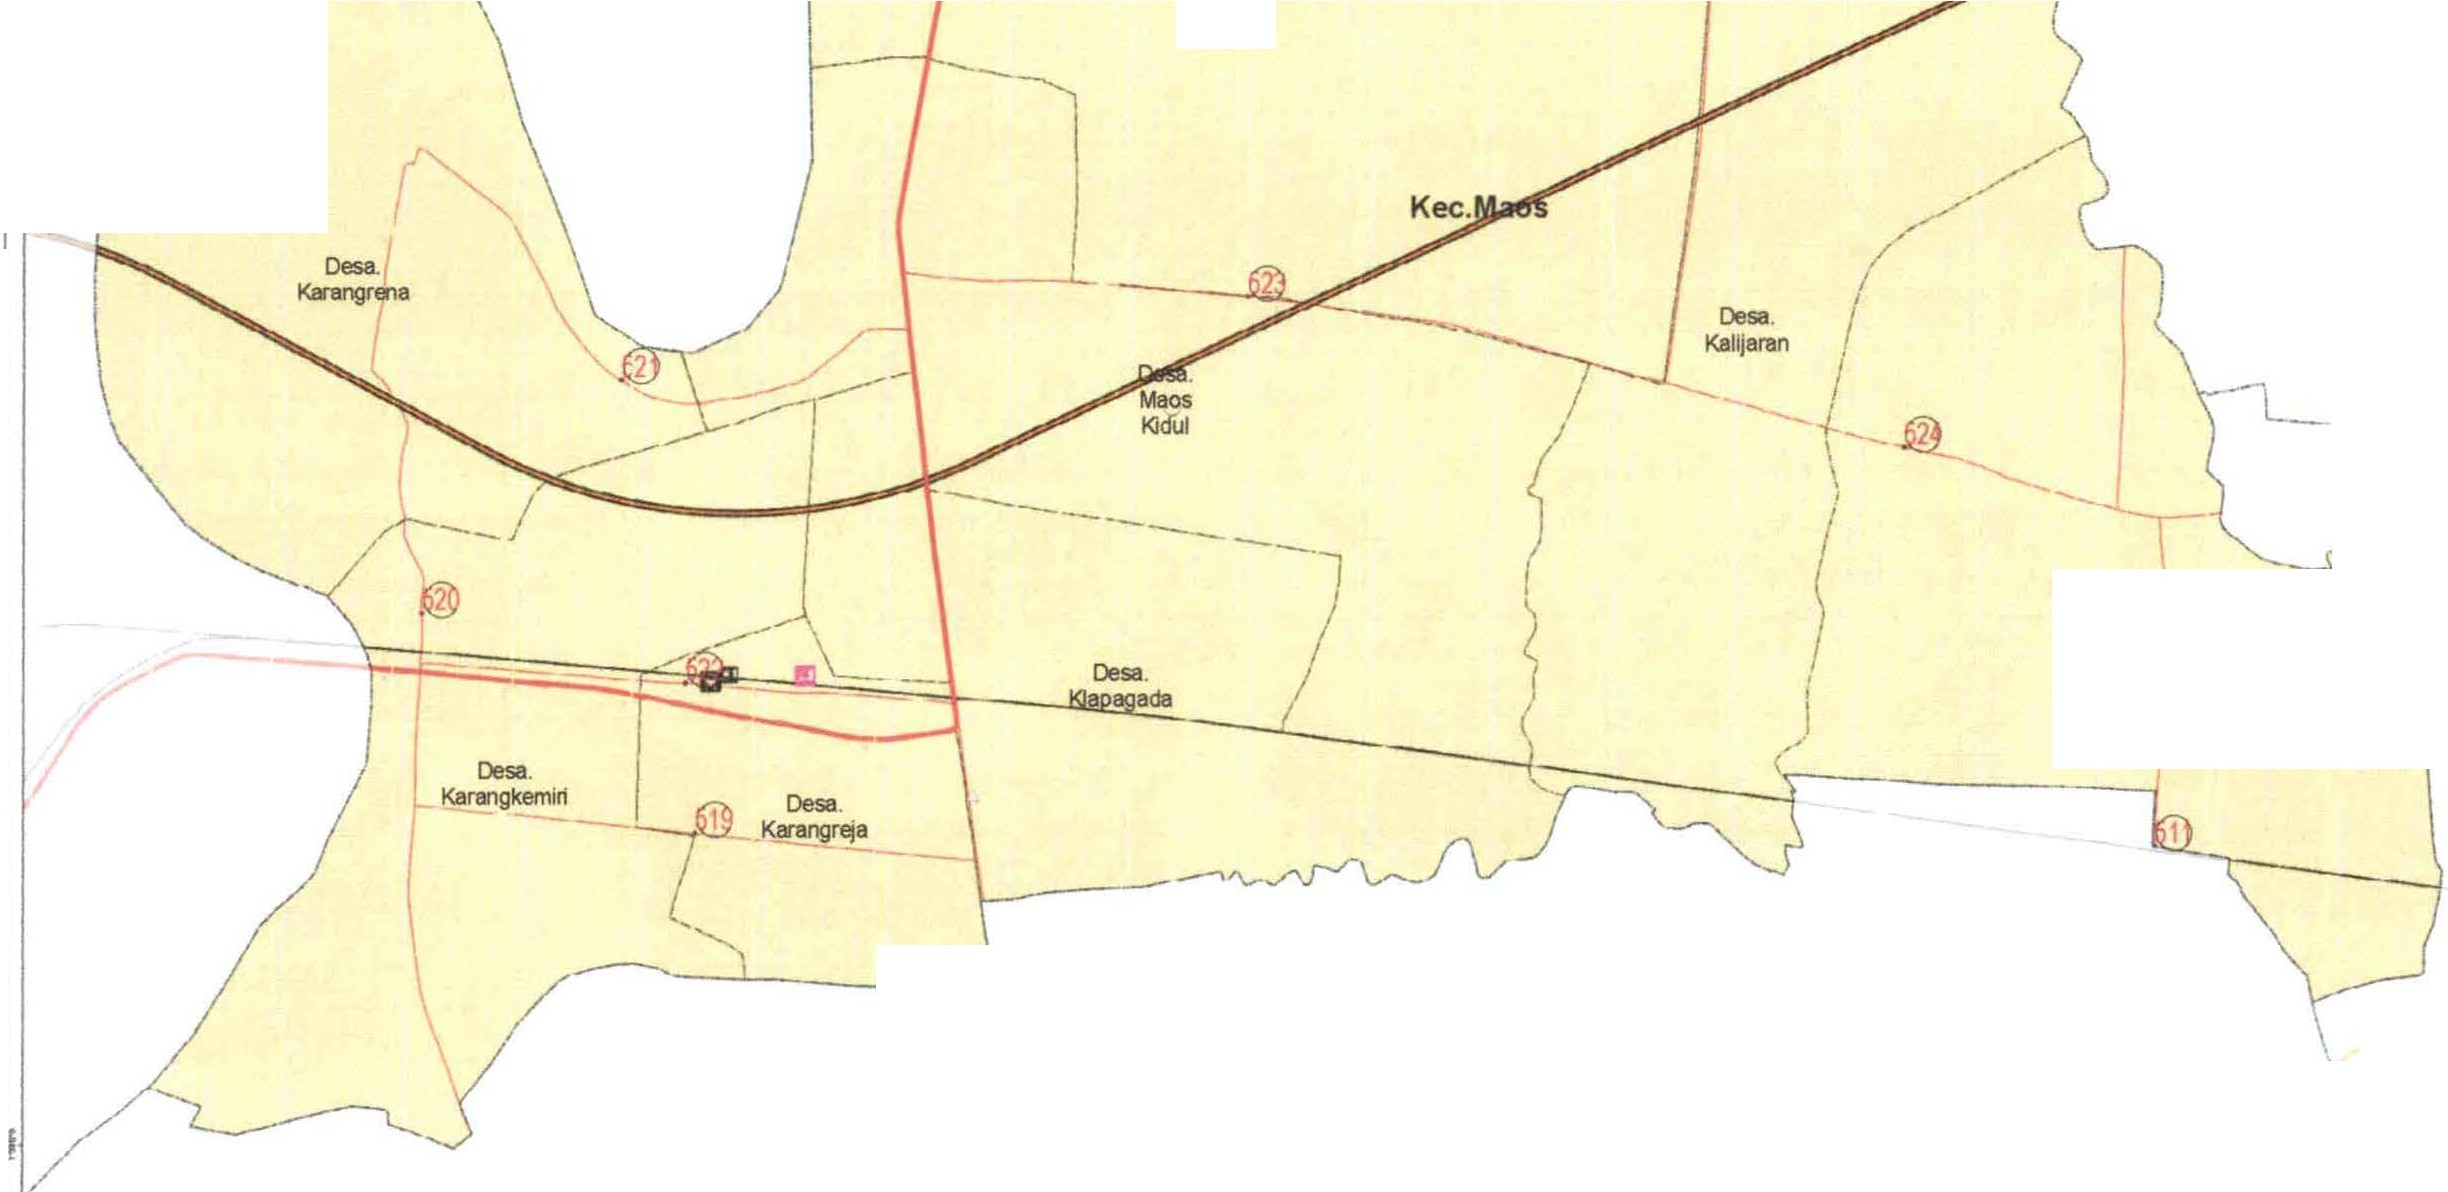 Kec.Maos
Desa.
Karangrena
623
Desa.
Kalijaran
621
Desa.
Maos
Kidul
624
620
622
Desa.
Klapagada
Desa.
Karangkemiri
Desa.
Karangreja
619
611